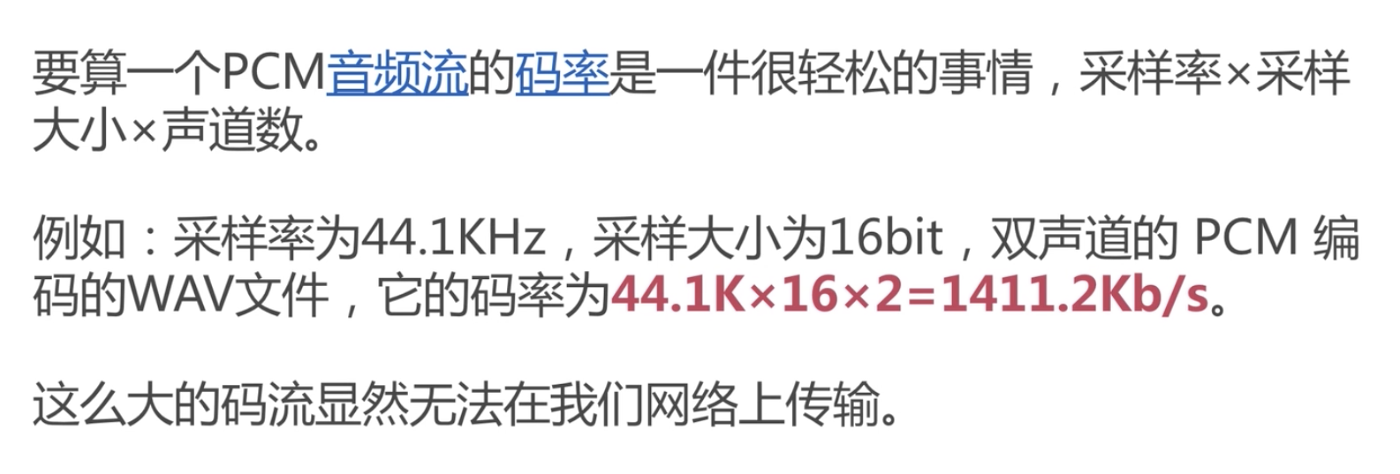 要算一个PCM音频流的码率是一件很轻松的事情，采样率×采样
大小×声道数。
例如：采样率为44.1KHz，采样大小为16bit，双声道的 PCM 编
码的WAV文件，它的码率为44.1K×16×2=1411.2Kb/s。
这么大的码流显然无法在我们网络上传输。